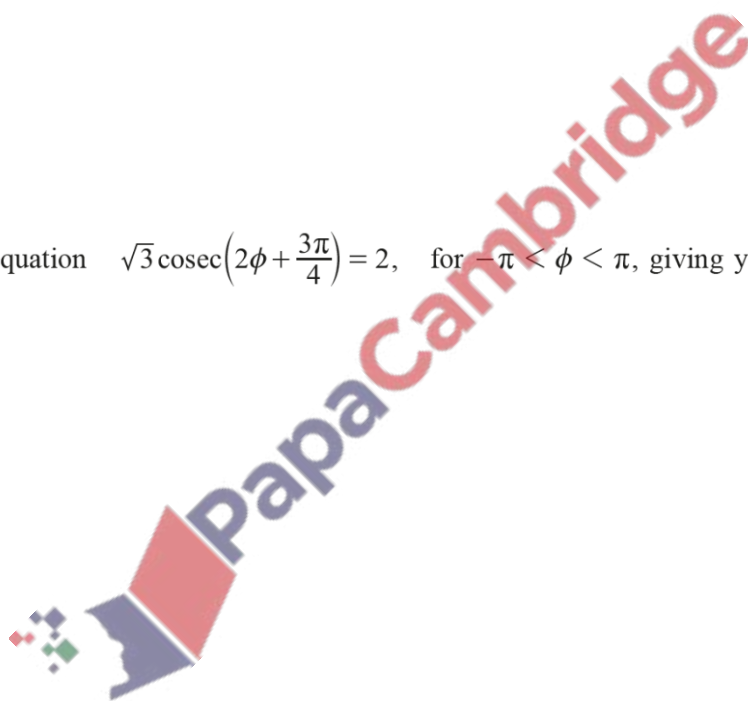 quation √3 cosec(2ϕ + 3π/4) = 2, for −π < ϕ < π, giving y
PapaCambridge